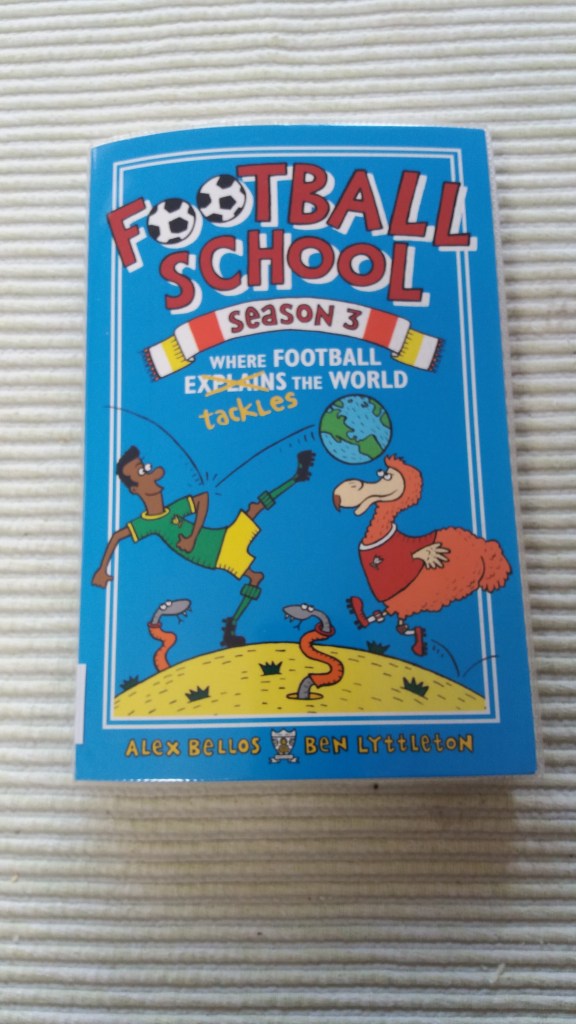 FOOTBALL
SCHOOL
SEASON 3
WHERE FOOTBALL
EXPLAINS THE WORLD
tackLes
ALEX BELLOS BEN LYTTLETON